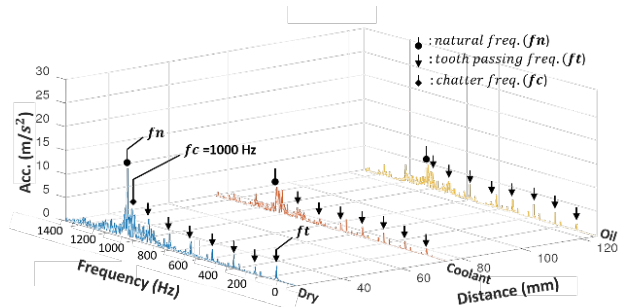 : natural freq. (fn)
: tooth passing freq. (ft)
: chatter freq. (fc)
30
25
20
15
10
5
0
Acc. (m/s²)
fn
fc =1000 Hz
ft
1400
1200
1000
800
600
400
200
0
Frequency (Hz)
Dry
Coolant
Oil
40
60
80
100
120
Distance (mm)